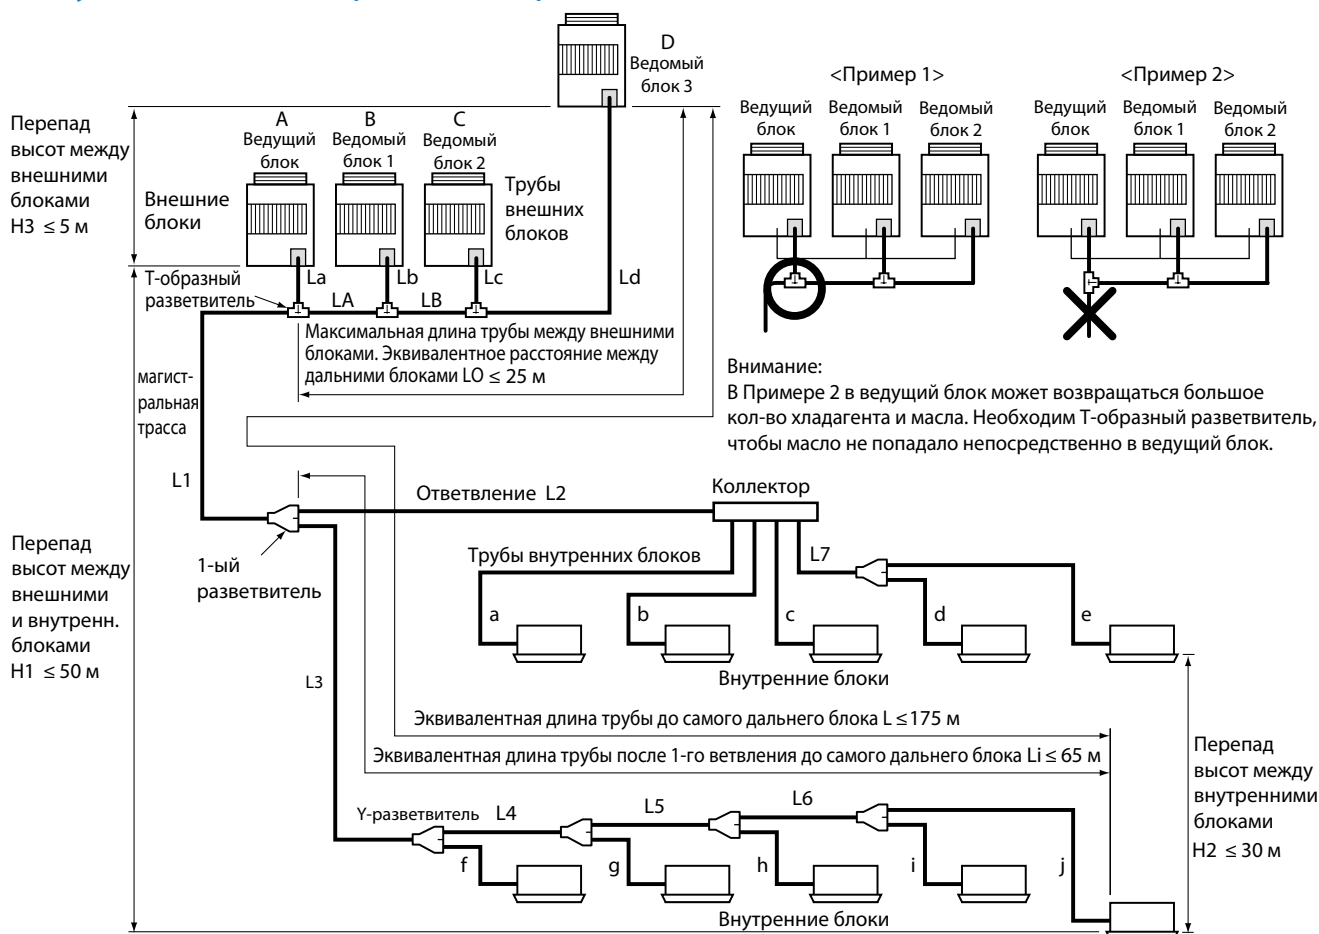 D
Ведомый
блок 3
Перепад
высот между
внешними
блоками
H3 ≤ 5 м
A
Ведущий
блок
B
Ведомый
блок 1
C
Ведомый
блок 2
Внешние
блоки
Трубы
внешних
блоков
Т-образный
разветвитель
La
Lb
Lc
Ld
LA
LB
Максимальная длина трубы между внешними
блоками. Эквивалентное расстояние между
дальними блоками LO ≤ 25 м
<Пример 1>
Ведущий
блок
Ведомый
блок 1
Ведомый
блок 2
<Пример 2>
Ведущий
блок
Ведомый
блок 1
Ведомый
блок 2
Внимание:
В Примере 2 в ведущий блок может возвращаться большое
кол-во хладагента и масла. Необходим Т-образный разветвитель,
чтобы масло не попадало непосредственно в ведущий блок.
магист-
ральная
трасса
L1
Ответвление L2
Коллектор
1-ый
разветвитель
Трубы внутренних блоков
L7
a
b
c
d
e
Внутренние блоки
Перепад
высот между
внешними
и внутренн.
блоками
H1 ≤ 50 м
L3
Эквивалентная длина трубы до самого дальнего блока L ≤175 м
Эквивалентная длина трубы после 1-го ветвления до самого дальнего блока Li ≤ 65 м
Перепад
высот между
внутренними
блоками
H2 ≤ 30 м
Y-разветвитель
L4
L5
L6
f
g
h
i
j
Внутренние блоки